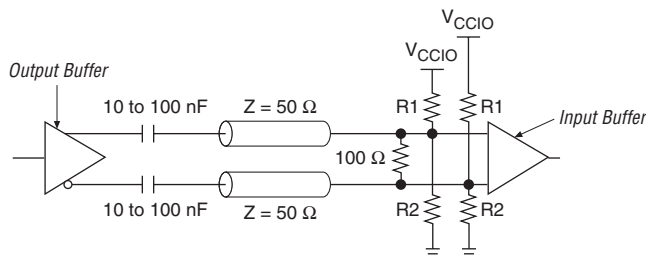 V_CCIO
V_CCIO
Output Buffer
10 to 100 nF
Z = 50 Ω
R1
R1
Input Buffer
100 Ω
10 to 100 nF
Z = 50 Ω
R2
R2